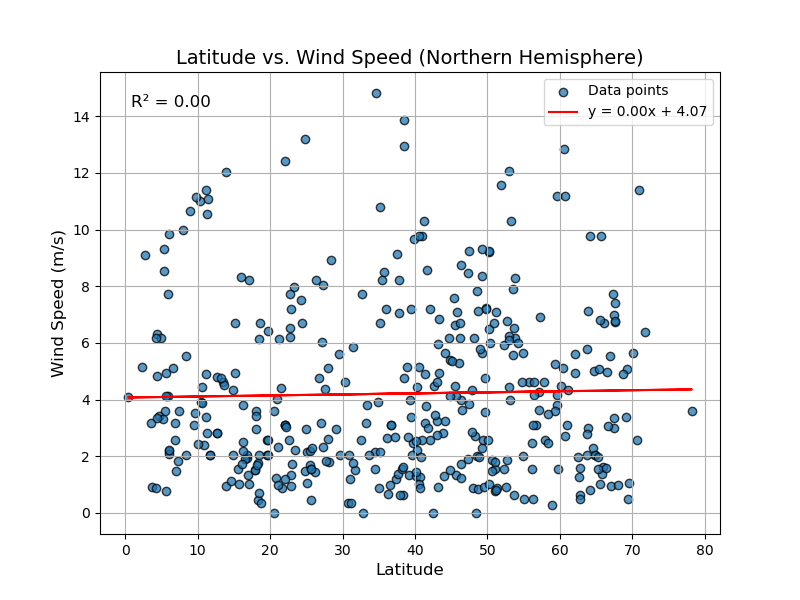 Latitude vs. Wind Speed (Northern Hemisphere)
R² = 0.00
Data points
y = 0.00x + 4.07
Wind Speed (m/s)
14
12
10
8
6
4
2
0
0 10 20 30 40 50 60 70 80
Latitude